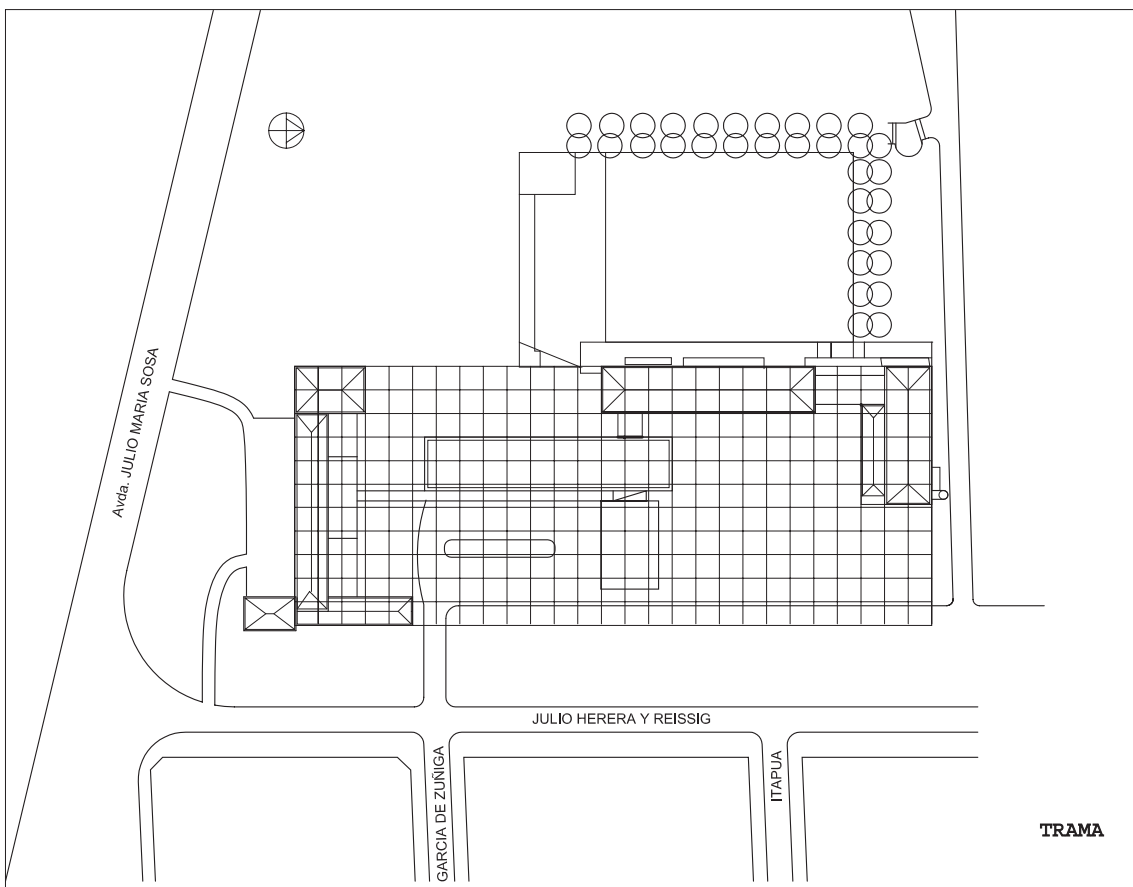 Avda. JULIO MARIA SOSA
JULIO HERERA Y REISSIG
GARCIA DE ZUÑIGA
ITAPUA
TRAMA